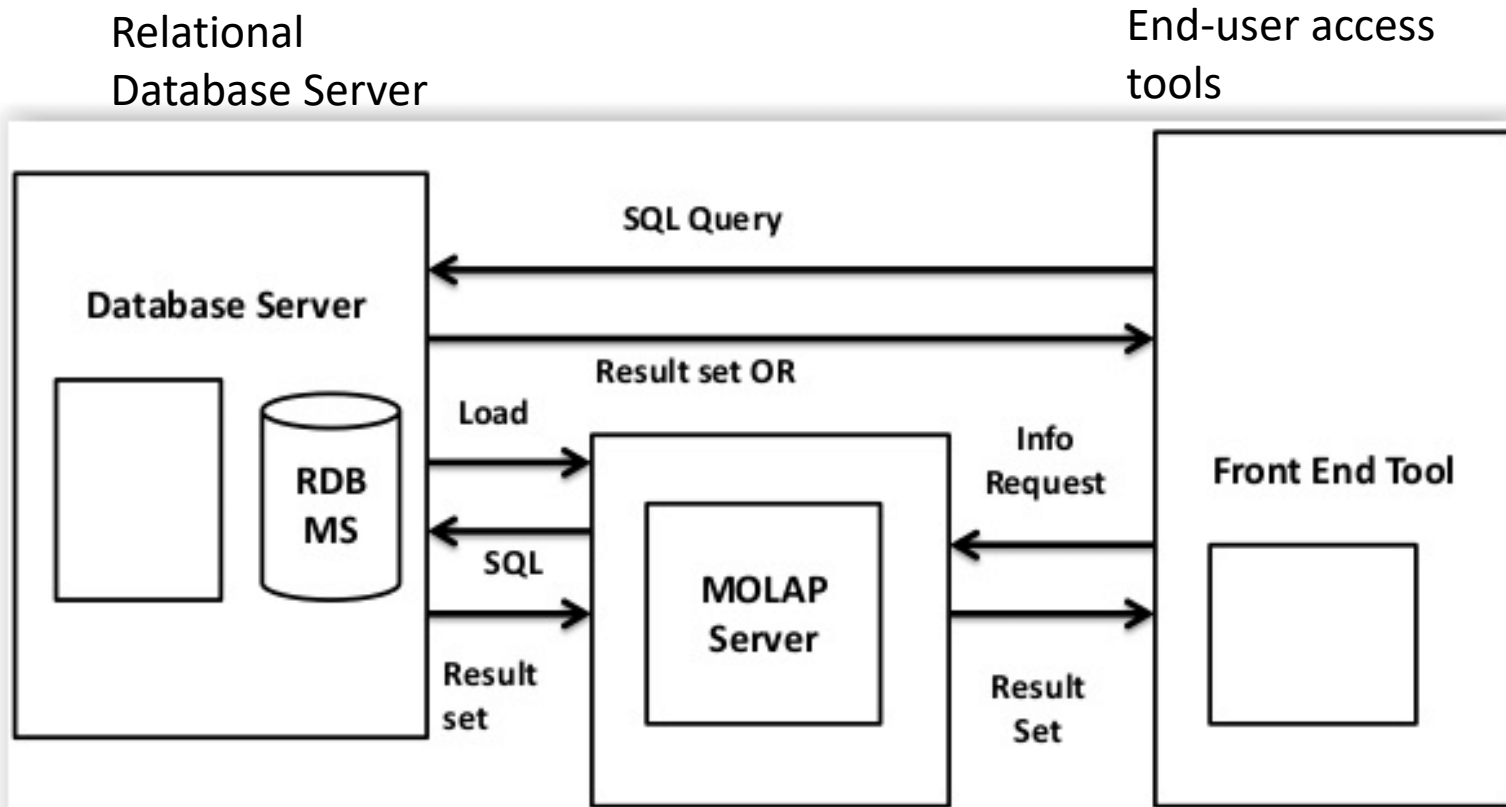 Relational
Database Server
End-user access
tools
SQL Query
Database Server
Result set OR
Load
Info
Request
RDB
MS
Front End Tool
SQL
MOLAP
Server
Result
set
Result
Set